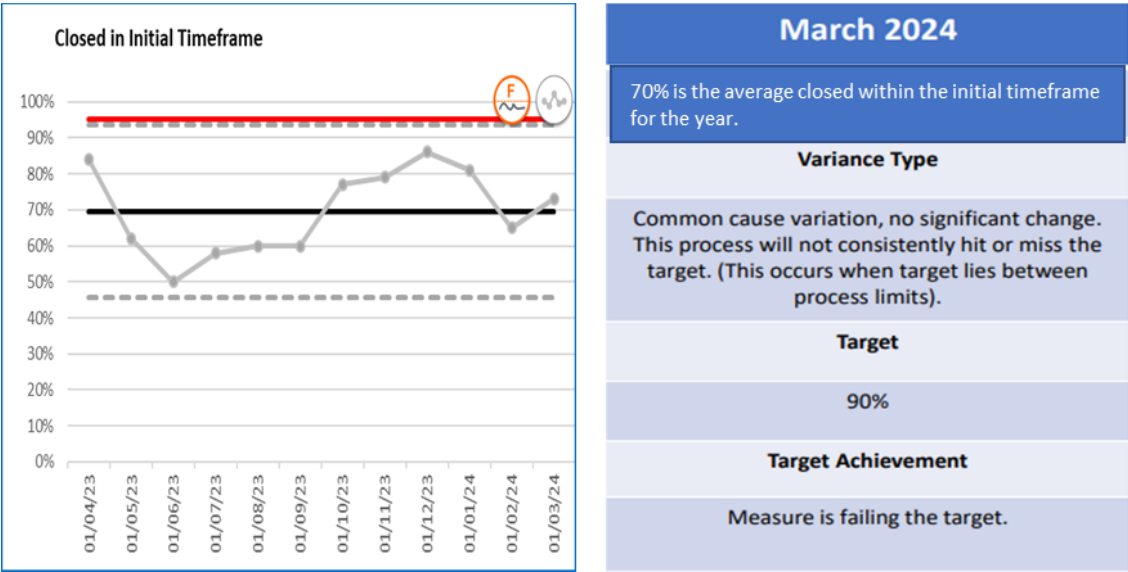 Closed in Initial Timeframe
F
100%
90%
80%
70%
60%
50%
40%
30%
20%
10%
0%
01/04/23
01/05/23
01/06/23
01/07/23
01/08/23
01/09/23
01/10/23
01/11/23
01/12/23
01/01/24
01/02/24
01/03/24
March 2024
70% is the average closed within the initial timeframe
for the year.
Variance Type
Common cause variation, no significant change.
This process will not consistently hit or miss the
target. (This occurs when target lies between
process limits).
Target
90%
Target Achievement
Measure is failing the target.